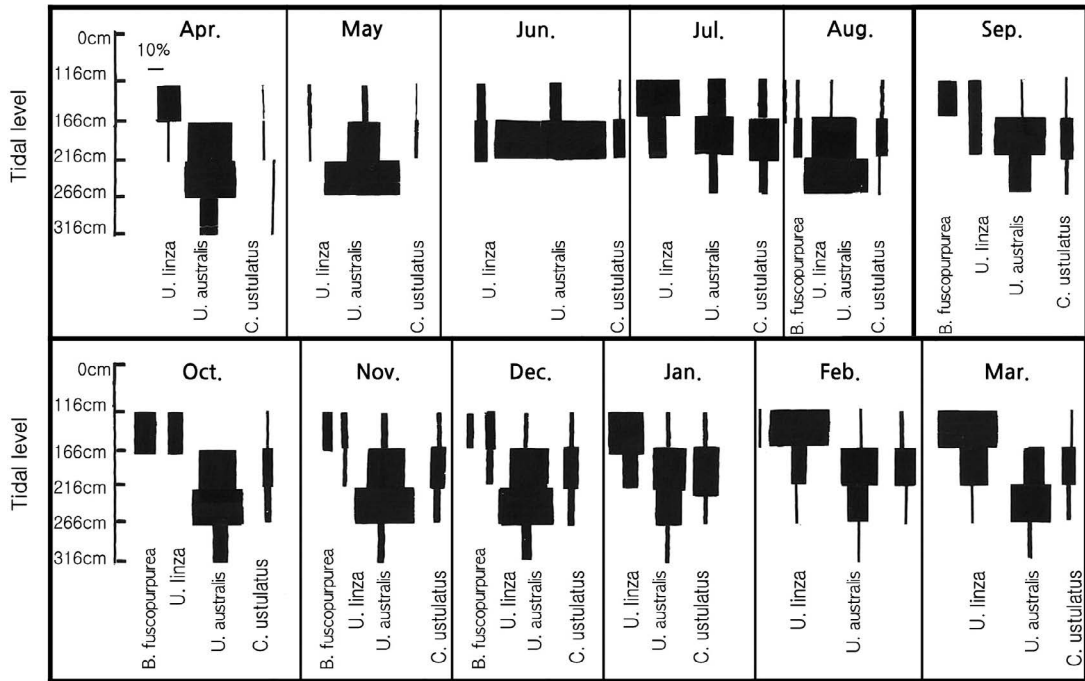 Tidal level
0cm
116cm
166cm
216cm
266cm
316cm
10%
Apr.
U. linza
U. australis
C. ustulatus
May
U. linza
U. australis
C. ustulatus
Jun.
U. linza
U. australis
C. ustulatus
Jul.
U. linza
U. australis
C. ustulatus
Aug.
B. fuscopurpurea
U. linza
U. australis
C. ustulatus
Sep.
B. fuscopurpurea
U. linza
U. australis
C. ustulatus
Tidal level
0cm
116cm
166cm
216cm
266cm
316cm
Oct.
B. fuscopurpurea
U. linza
U. australis
C. ustulatus
Nov.
B. fuscopurpurea
U. linza
U. australis
C. ustulatus
Dec.
B. fuscopurpurea
U. linza
U. australis
C. ustulatus
Jan.
U. linza
U. australis
C. ustulatus
Feb.
U. linza
U. australis
Mar.
U. linza
U. australis
C. ustulatus